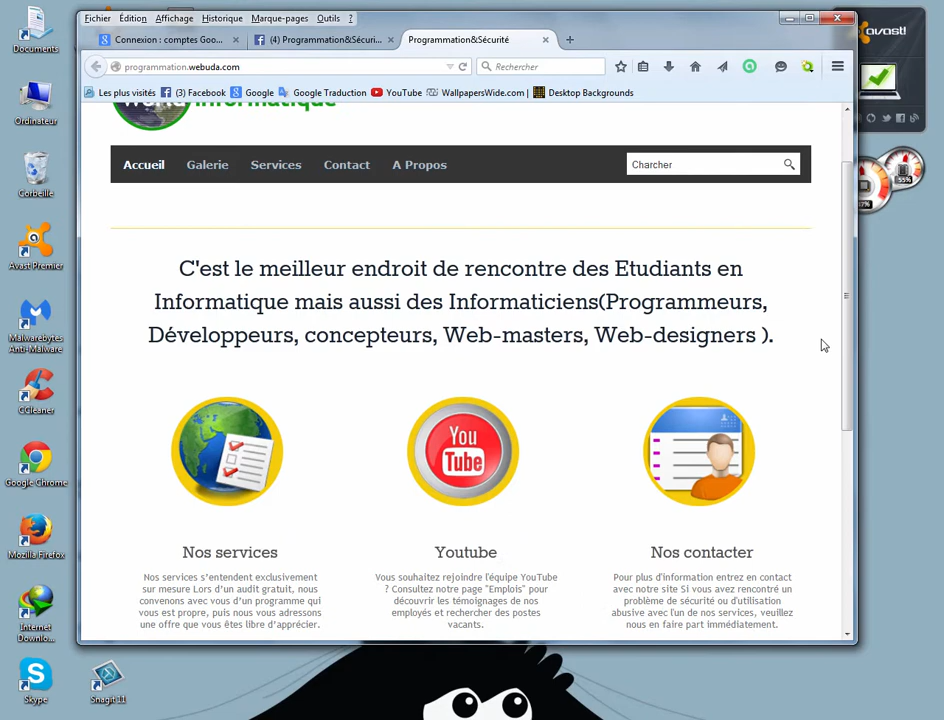 Fichier Édition Affichage Historique Marque-pages Outils ?
Connexion : comptes Goo...
(4) Programmation&Sécuri...
Programmation&Sécurité
programming.webuda.com
Rechercher
Les plus visités (3) Facebook Google Google Traduction YouTube WallpapersWide.com | Desktop Backgrounds
Informatique
Accueil Galerie Services Contact A Propos
Charcher
C'est le meilleur endroit de rencontre des Etudiants en
Informatique mais aussi des Informaticiens(Programmeurs,
Développeurs, concepteurs, Web-masters, Web-designers ).
You
Tube
Nos services
Nos services s'entendent exclusivement
sur mesure Lors d'un audit gratuit, nous
convenons avec vous d'un programme qui
vous est propre, puis nous vous adressons
une offre que vous êtes libre d'apprécier.
Youtube
Vous souhaitez rejoindre l'équipe YouTube
? Consultez notre page "Emplois" pour
découvrir les témoignages de nos
employés et rechercher des postes
vacants.
Nos contacter
Pour plus d'information entrez en contact
avec notre site Si vous avez rencontré un
problème de sécurité ou d'utilisation
abusive avec l'un de nos services, veuillez
nous en faire part immédiatement.
Documents
Ordinateur
Corbeille
Avast Premier
Malwarebytes
Anti-Malware
CCleaner
Google Chrome
Mozilla Firefox
Internet
Downlo...
Skype
Snagit 11
avast!
55%